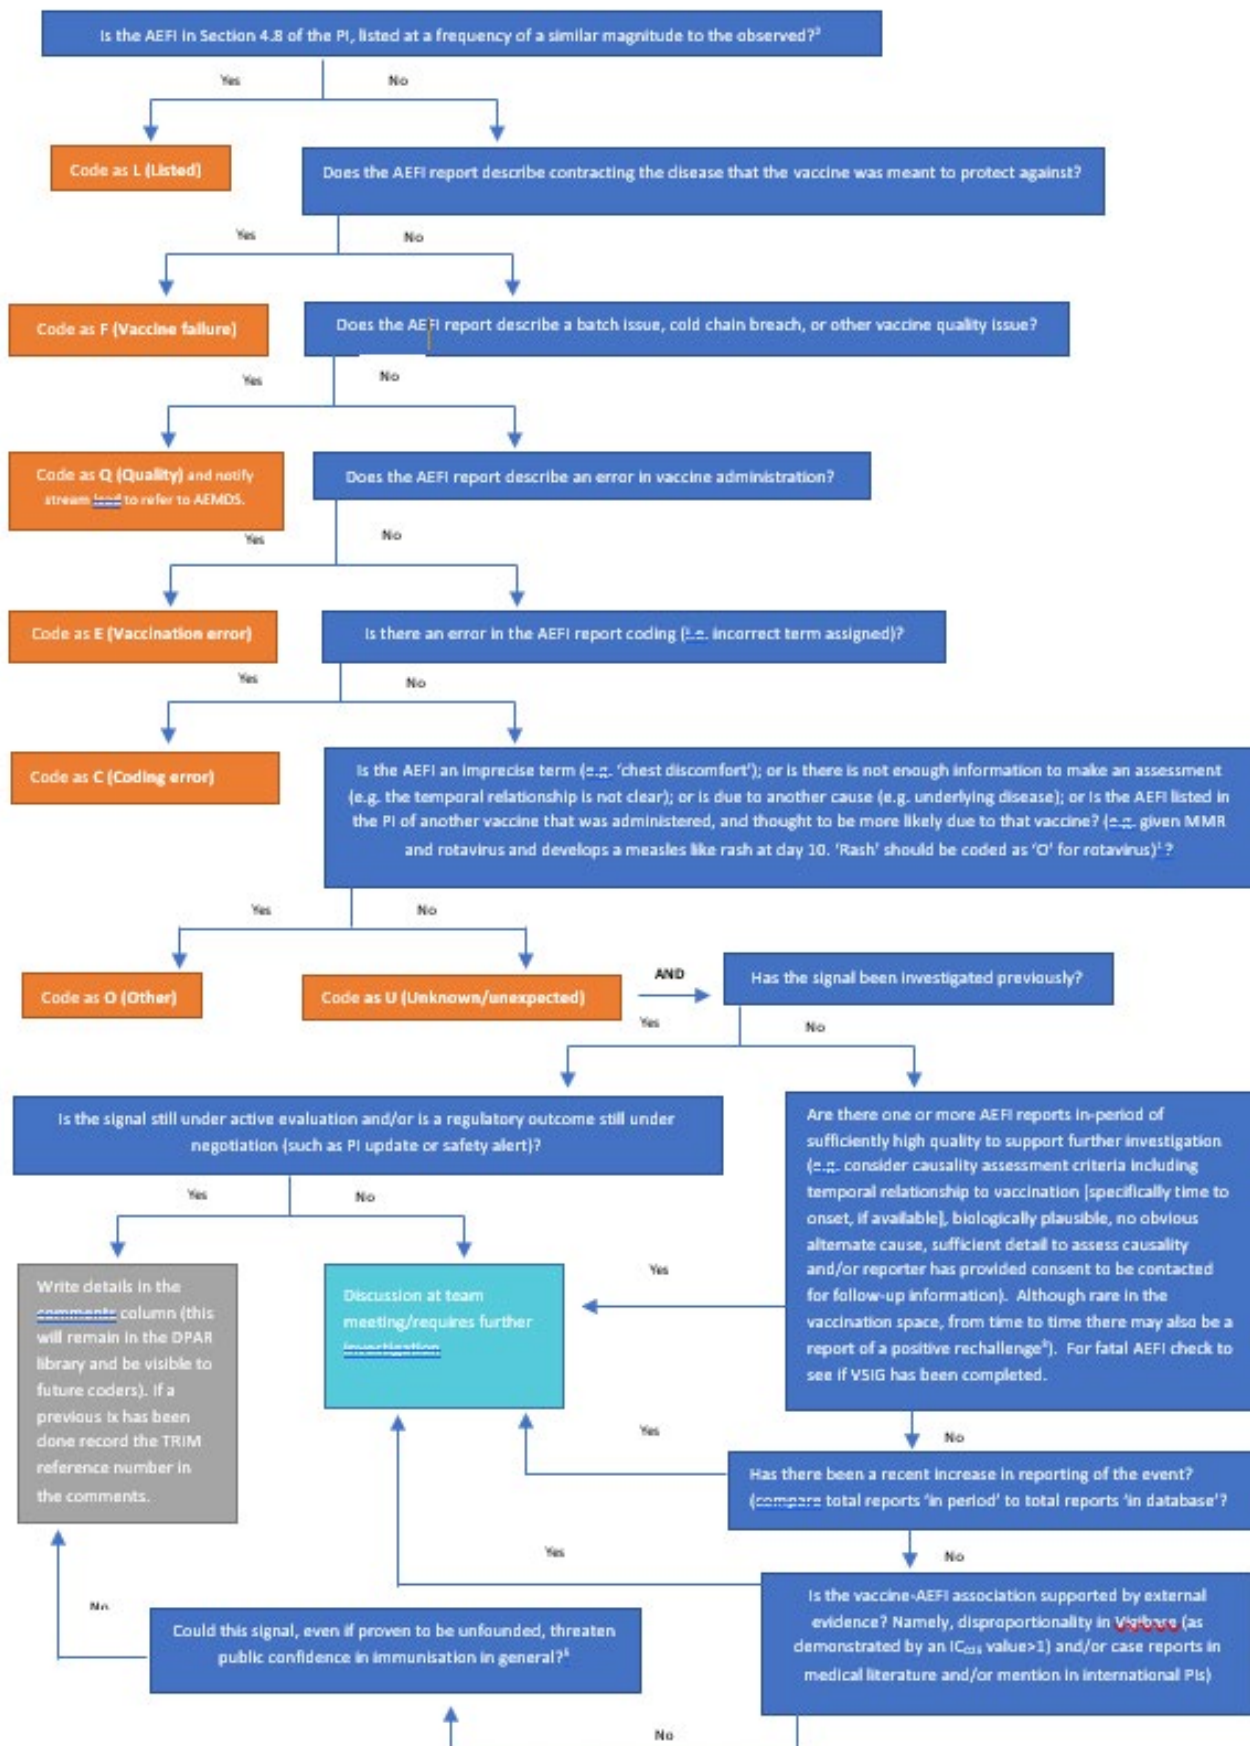 Is the AEFI in Section 4.8 of the PI, listed at a frequency of a similar magnitude to the observed?³
Yes
No
Code as L (Listed)
Does the AEFI report describe contracting the disease that the vaccine was meant to protect against?
Yes
No
Code as F (Vaccine failure)
Does the AEFI report describe a batch issue, cold chain breach, or other vaccine quality issue?
Yes
No
Code as Q (Quality) and notify
stream lead to refer to AEMDS.
Does the AEFI report describe an error in vaccine administration?
Yes
No
Code as E (Vaccination error)
Is there an error in the AEFI report coding (i.e. incorrect term assigned)?
Yes
No
Code as C (Coding error)
Is the AEFI an imprecise term (e.g. ‘chest discomfort’); or is there is not enough information to make an assessment
(e.g. the temporal relationship is not clear); or is due to another cause (e.g. underlying disease); or Is the AEFI listed in
the PI of another vaccine that was administered, and thought to be more likely due to that vaccine? (e.g. given MMR
and rotavirus and develops a measles like rash at day 10. ‘Rash’ should be coded as ‘O’ for rotavirus)?
Yes
No
Code as O (Other)
Code as U (Unknown/unexpected)
AND
Has the signal been investigated previously?
Yes
No
Is the signal still under active evaluation and/or is a regulatory outcome still under
negotiation (such as PI update or safety alert)?
Yes
No
Are there one or more AEFI reports in-period of
sufficiently high quality to support further investigation
(e.g. consider causality assessment criteria including
temporal relationship to vaccination [specifically time to
onset, if available], biologically plausible, no obvious
alternate cause, sufficient detail to assess causality
and/or reporter has provided consent to be contacted
for follow-up information). Although rare in the
vaccination space, from time to time there may also be a
report of a positive rechallenge). For fatal AEFI check to
see if VSIG has been completed.
Write details in the
comments column (this
will remain in the DPAR
library and be visible to
future coders). If a
previous Ix has been
done record the TRIM
reference number in
the comments.
Discussion at team
meeting/requires further
investigation
Yes
Yes
No
Has there been a recent increase in reporting of the event?
(compare total reports ‘in period’ to total reports ‘in database’?
Yes
No
Is the vaccine-AEFI association supported by external
evidence? Namely, disproportionality in Vigibase (as
demonstrated by an IC₀₂₅ value>1) and/or case reports in
medical literature and/or mention in international PIs)
No
Could this signal, even if proven to be unfounded, threaten
public confidence in immunisation in general?
No